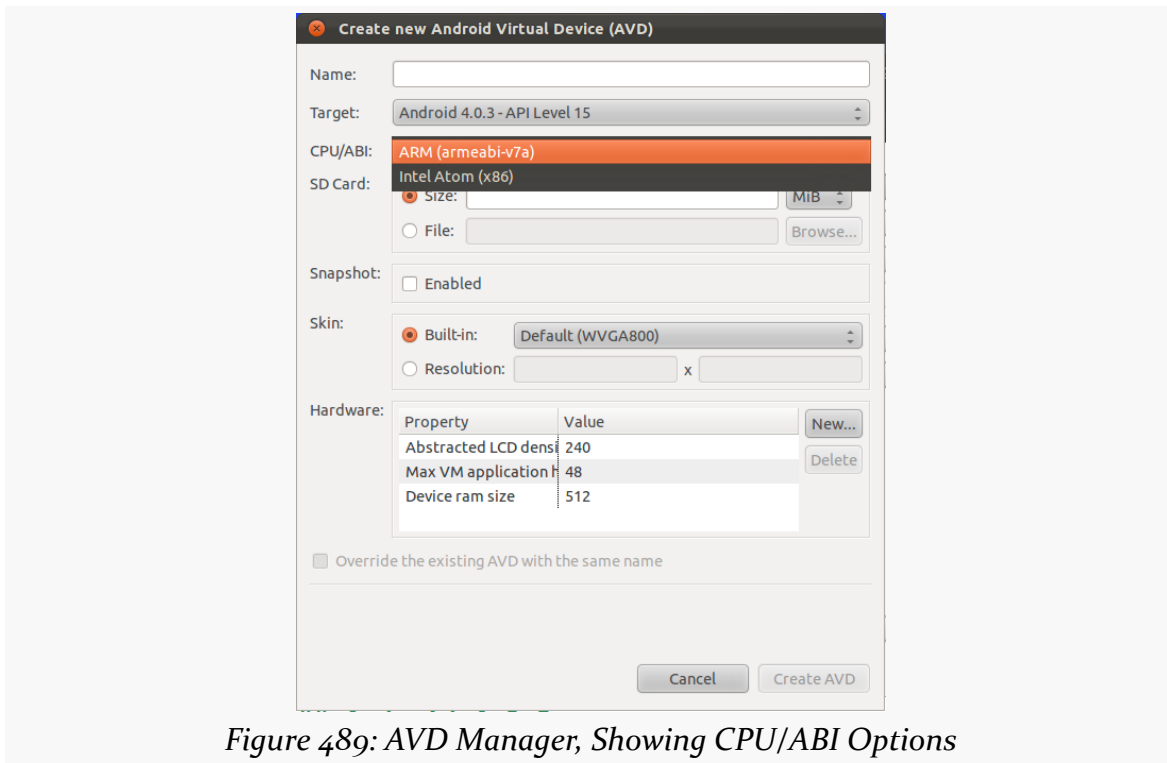 Create new Android Virtual Device (AVD)
Name:
Target: Android 4.0.3 - API Level 15
CPU/ABI: ARM (armeabi-v7a)
Intel Atom (x86)
SD Card:
Size: MiB
File: Browse...
Snapshot:
Enabled
Skin:
Built-in: Default (WVGA800)
Resolution: x
Hardware:
Property Value New...
Abstracted LCD densi 240
Delete
Max VM application h 48
Device ram size 512
Override the existing AVD with the same name
Cancel Create AVD
Figure 489: AVD Manager, Showing CPU/ABI Options